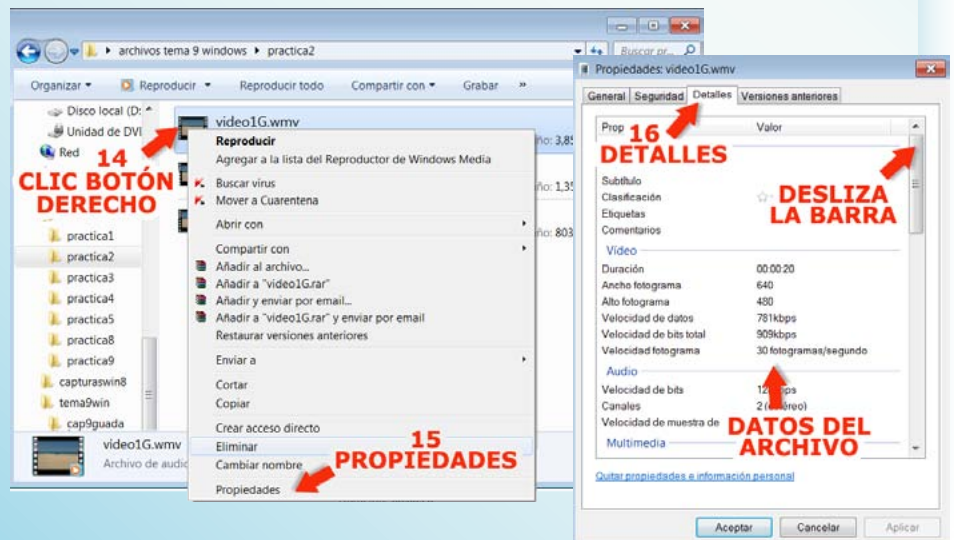 archivos tema 9 windows ▸ practica2
Buscar pr...
Organizar
Reproducir
Reproducir todo
Compartir con
Grabar
»
Disco local (D:
Unidad de DVI
Red
14
CLIC BOTÓN
DERECHO
practica1
practica2
practica3
practica4
practica5
practica8
practica9
capturaswin8
tema9win
cap9guada
video1G.wmv
ño: 3,85
ño: 1,35
ño: 803
Reproducir
Agregar a la lista del Reproductor de Windows Media
Buscar virus
Mover a Cuarentena
Abrir con
Compartir con
Añadir al archivo...
Añadir a "video1G.rar"
Añadir y enviar por email...
Añadir a "video1G.rar" y enviar por email
Restaurar versiones anteriores
Enviar a
Cortar
Copiar
Crear acceso directo
Eliminar
Cambiar nombre
Propiedades
15
PROPIEDADES
video1G.wmv
Archivo de audio
Propiedades: video1G.wmv
General
Seguridad
Detalles
Versiones anteriores
Prop
Valor
16
DETALLES
DESLIZA
LA BARRA
Subtítulo
Clasificación
Etiquetas
Comentarios
Vídeo
Duración 00:00:20
Ancho fotograma 640
Alto fotograma 480
Velocidad de datos 781kbps
Velocidad de bits total 909kbps
Velocidad fotograma 30 fotogramas/segundo
Audio
Velocidad de bits
Canales
Velocidad de muestra de
Multimedia
DATOS DEL
ARCHIVO
Quitar propiedades e información personal
Aceptar
Cancelar
Aplicar